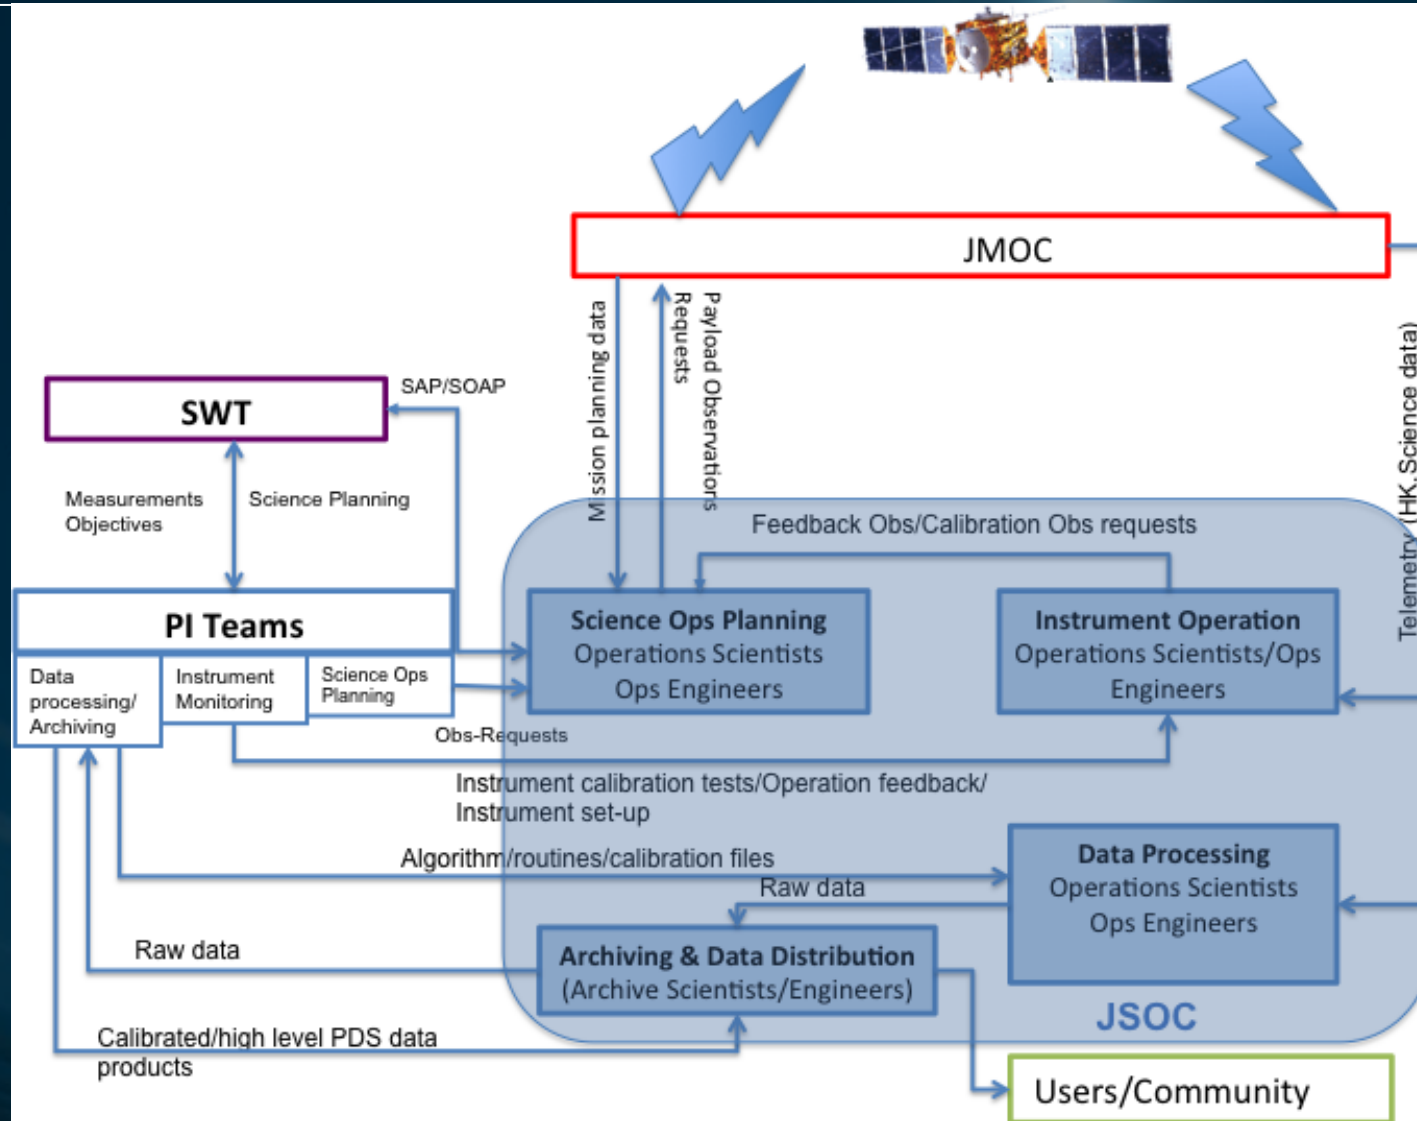 JMOC
Mission planning data
Payload Observations
Requests
Telemetry (HK,Science data)
SAP/SOAP
SWT
Measurements
Objectives
Science Planning
Feedback Obs/Calibration Obs requests
PI Teams
Data
processing/
Archiving
Instrument
Monitoring
Science Ops
Planning
Science Ops Planning
Operations Scientists
Ops Engineers
Instrument Operation
Operations Scientists/Ops
Engineers
Obs-Requests
Instrument calibration tests/Operation feedback/
Instrument set-up
Algorithm/routines/calibration files
Data Processing
Operations Scientists
Ops Engineers
Raw data
Raw data
Archiving & Data Distribution
(Archive Scientists/Engineers)
JSOC
Calibrated/high level PDS data
products
Users/Community